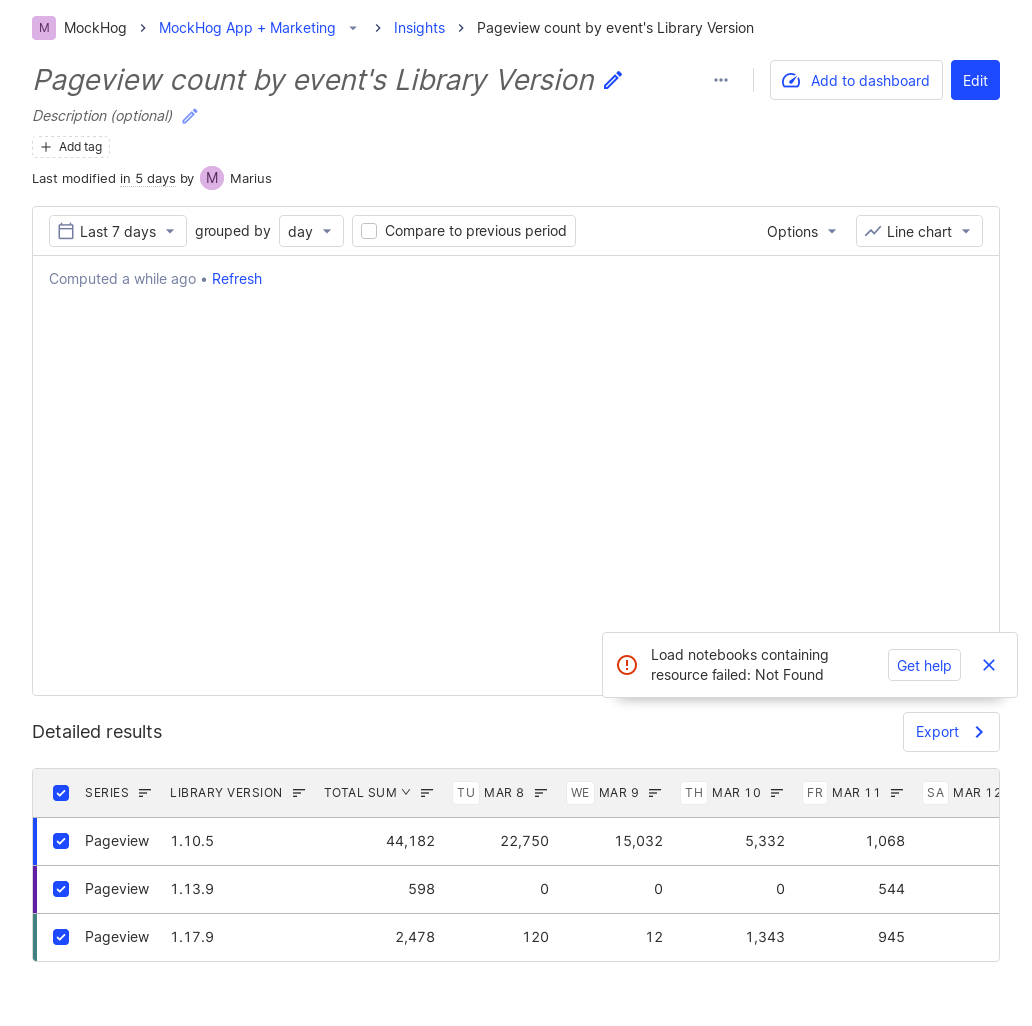 M MockHog MockHog App + Marketing Insights Pageview count by event's Library Version
Pageview count by event's Library Version
Add to dashboard
Edit
Description (optional)
Add tag
Last modified in 5 days by M Marius
Last 7 days grouped by day Compare to previous period Options Line chart
Computed a while ago • Refresh
Load notebooks containing
resource failed: Not Found
Get help
Detailed results
Export
SERIES LIBRARY VERSION TOTAL SUM TU MAR 8 WE MAR 9 TH MAR 10 FR MAR 11 SA MAR 12
Pageview 1.10.5 44,182 22,750 15,032 5,332 1,068
Pageview 1.13.9 598 0 0 0 544
Pageview 1.17.9 2,478 120 12 1,343 945